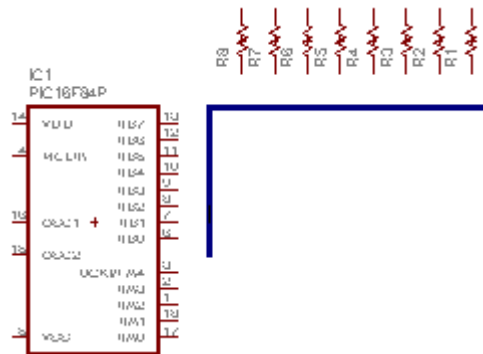 R8 R7 R6 R5 R4 R3 R2 R1
IC1
PIC16F84P
14 VDD RB7 13
RB6 12
4 MCLR RB5 11
RB4 10
RB3 9
RB2 8
16 OSC1 RB1 7
RB0 6
15 OSC2
3
RA3 2
RA2 1
RA1 18
5 VSS RA0 17